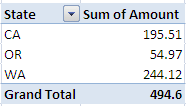 State Sum of Amount
CA 195.51
OR 54.97
WA 244.12
Grand Total 494.6